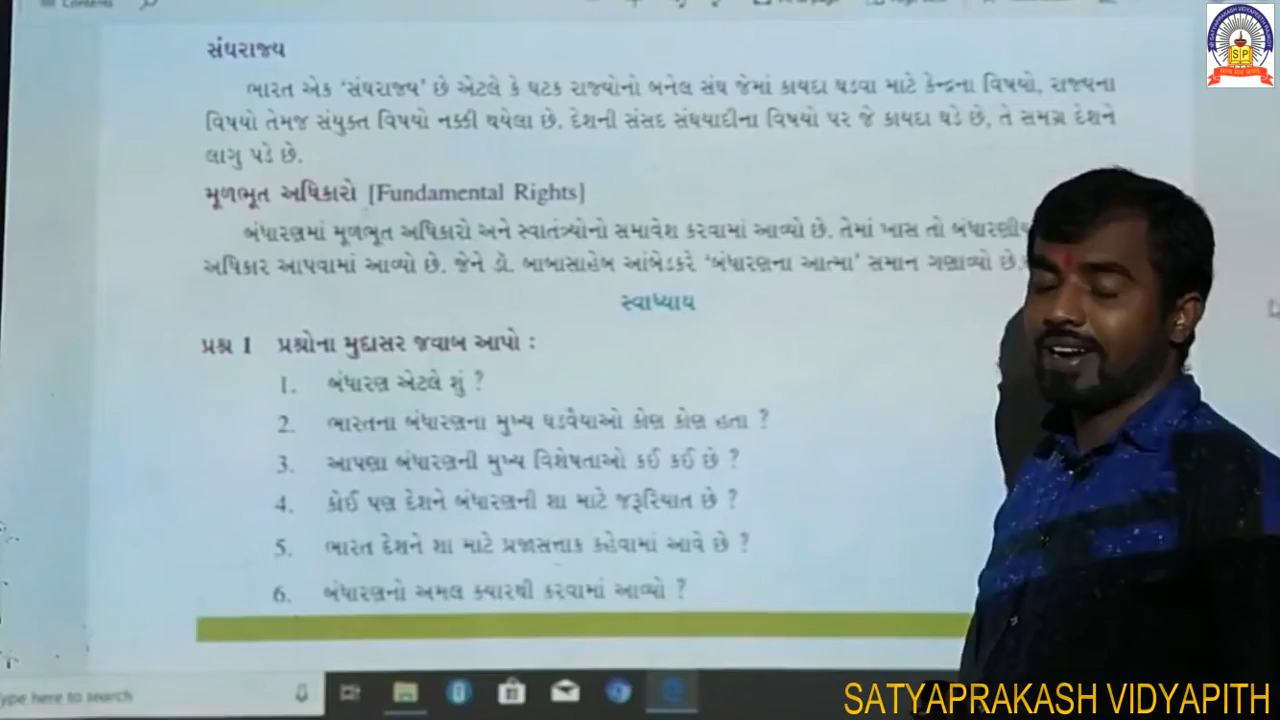 સંઘરાજ્ય
ભારત એક ‘સંઘરાજ્ય’ છે એટલે કે ઘટક રાજ્યોનો બનેલ સંઘ જેમાં કાયદા ઘડવા માટે કેન્દ્રના વિષયો, રાજ્યના
વિષયો તેમજ સંયુક્ત વિષયો નક્કી થયેલા છે. દેશની સંસદ સંઘયાદીના વિષયો પર જે કાયદા ઘડે છે, તે સમગ્ર દેશને
લાગુ પડે છે.
મૂળભૂત અધિકારો [Fundamental Rights]
બંધારણમાં મૂળભૂત અધિકારો અને સ્વાતંત્ર્યોનો સમાવેશ કરવામાં આવ્યો છે. તેમાં ખાસ તો બંધારણીય
અધિકાર આપવામાં આવ્યો છે. જેને ડૉ. બાબાસાહેબ આંબેડકરે ‘બંધારણના આત્મા’ સમાન ગણાવ્યો છે.
સ્વાધ્યાય
પ્રશ્ન 1 પ્રશ્નોના મુદ્દાસર જવાબ આપો :
1. બંધારણ એટલે શું ?
2. ભારતના બંધારણના મુખ્ય ઘડવૈયાઓ કોણ કોણ હતા ?
3. આપણા બંધારણની મુખ્ય વિશેષતાઓ કઈ કઈ છે ?
4. કોઈ પણ દેશને બંધારણની શા માટે જરૂરિયાત છે ?
5. ભારત દેશને શા માટે પ્રજાસત્તાક કહેવામાં આવે છે ?
6. બંધારણનો અમલ ક્યારથી કરવામાં આવ્યો ?
ype here to search
SP
SATYAPRAKASH VIDYAPITH